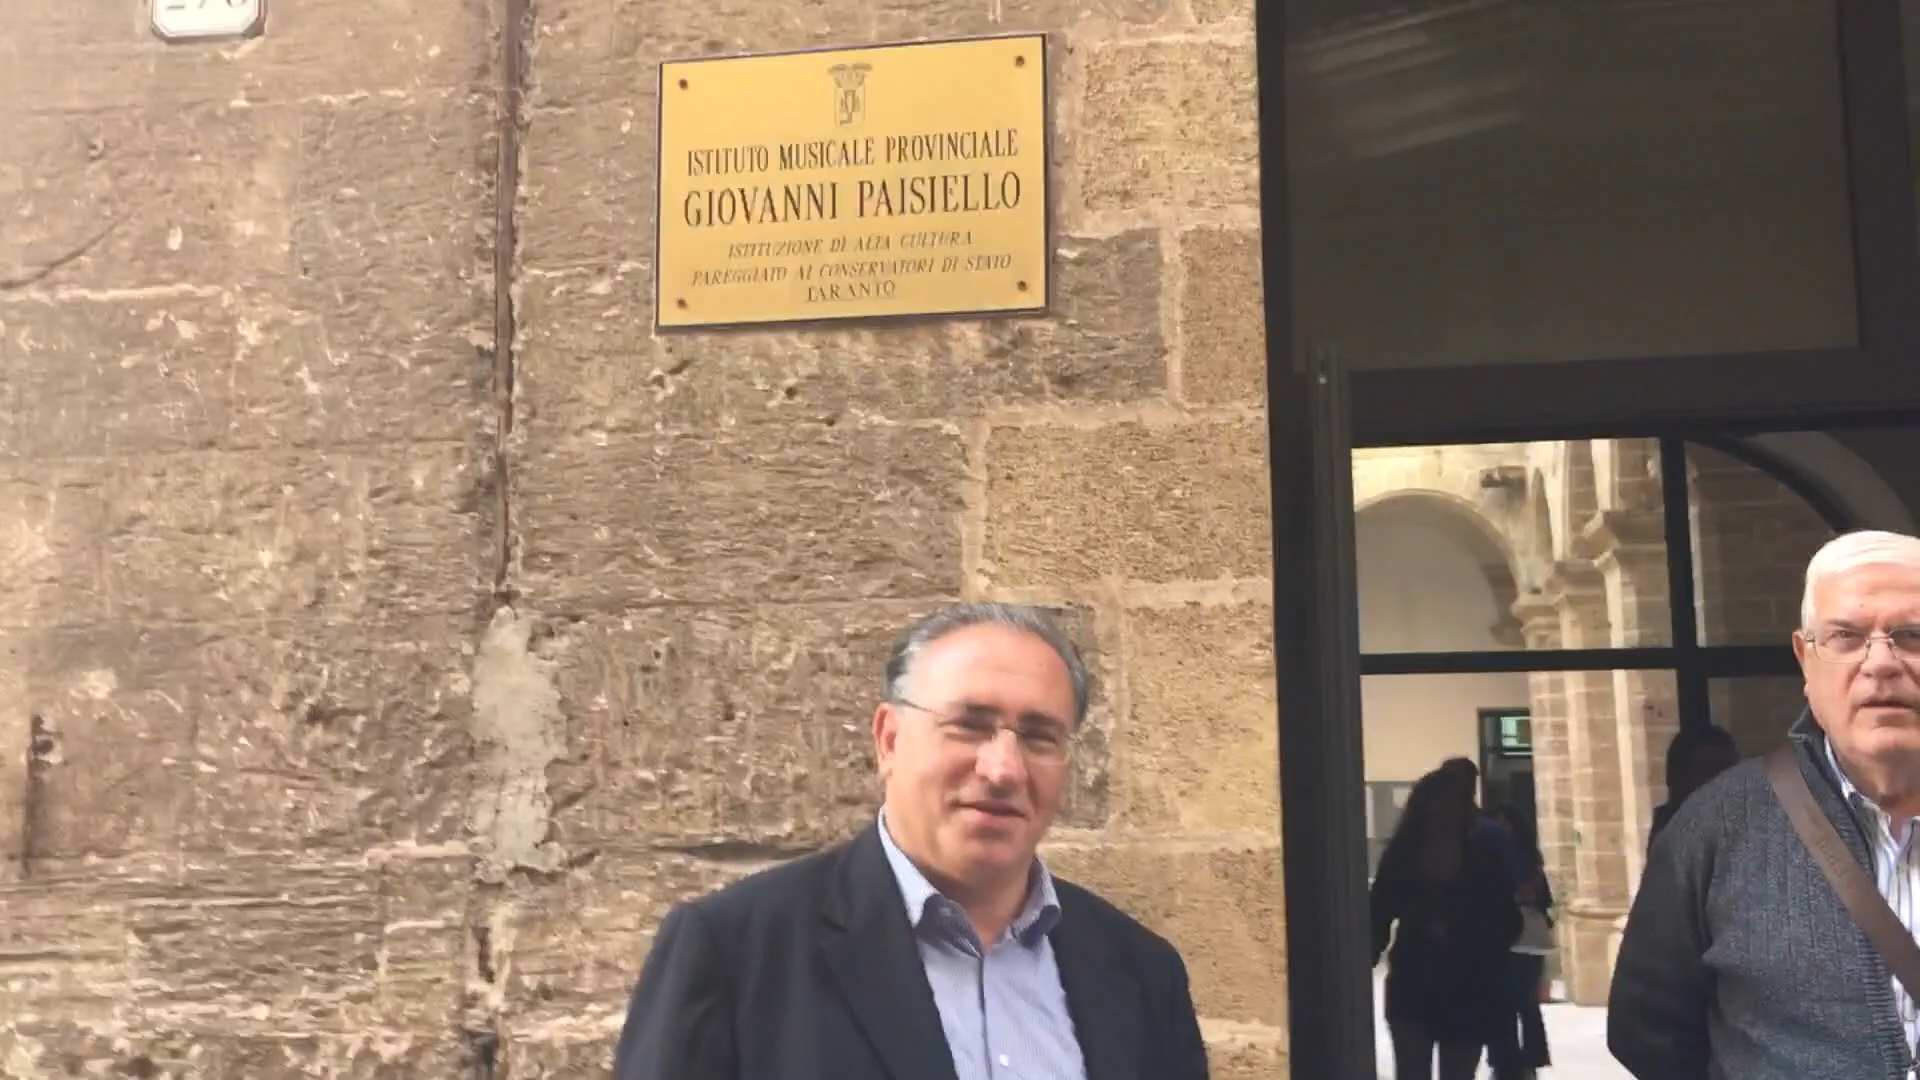 ISTITUTO MUSICALE PROVINCIALE
GIOVANNI PAISIELLO
ISTITUZIONE DI ALTA CULTURA
PAREGGIATO AI CONSERVATORI DI STATO
TARANTO